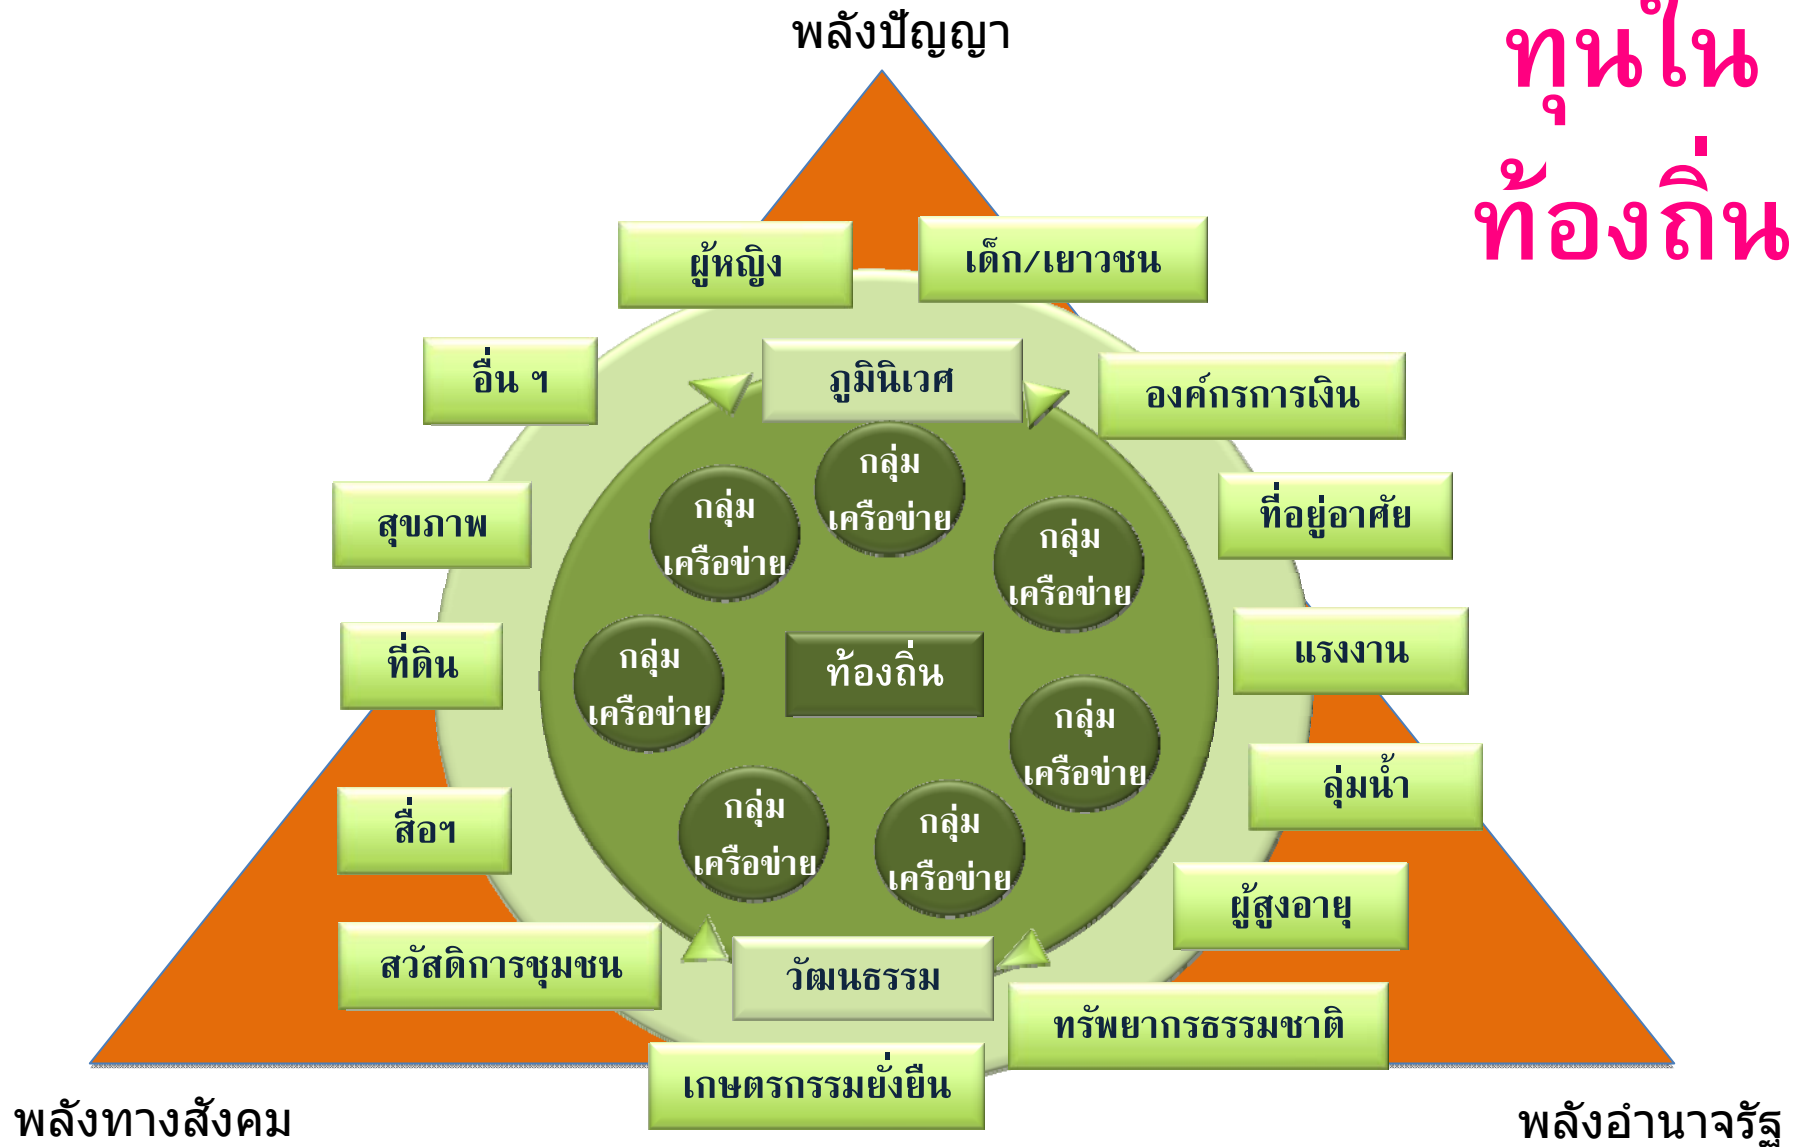 พลังปัญญา
ทุนใน
ท้องถิ่น
ผู้หญิง
เด็ก/เยาวชน
อื่น ๆ
ภูมินิเวศ
องค์กรการเงิน
สุขภาพ
ที่อยู่อาศัย
กลุ่ม
เครือข่าย
กลุ่ม
เครือข่าย
กลุ่ม
เครือข่าย
ที่ดิน
กลุ่ม
เครือข่าย
ท้องถิ่น
แรงงาน
กลุ่ม
เครือข่าย
ลุ่มน้ำ
สื่อฯ
กลุ่ม
เครือข่าย
กลุ่ม
เครือข่าย
ผู้สูงอายุ
สวัสดิการชุมชน
วัฒนธรรม
ทรัพยากรธรรมชาติ
เกษตรกรรมยั่งยืน
พลังทางสังคม
พลังอำนาจรัฐ